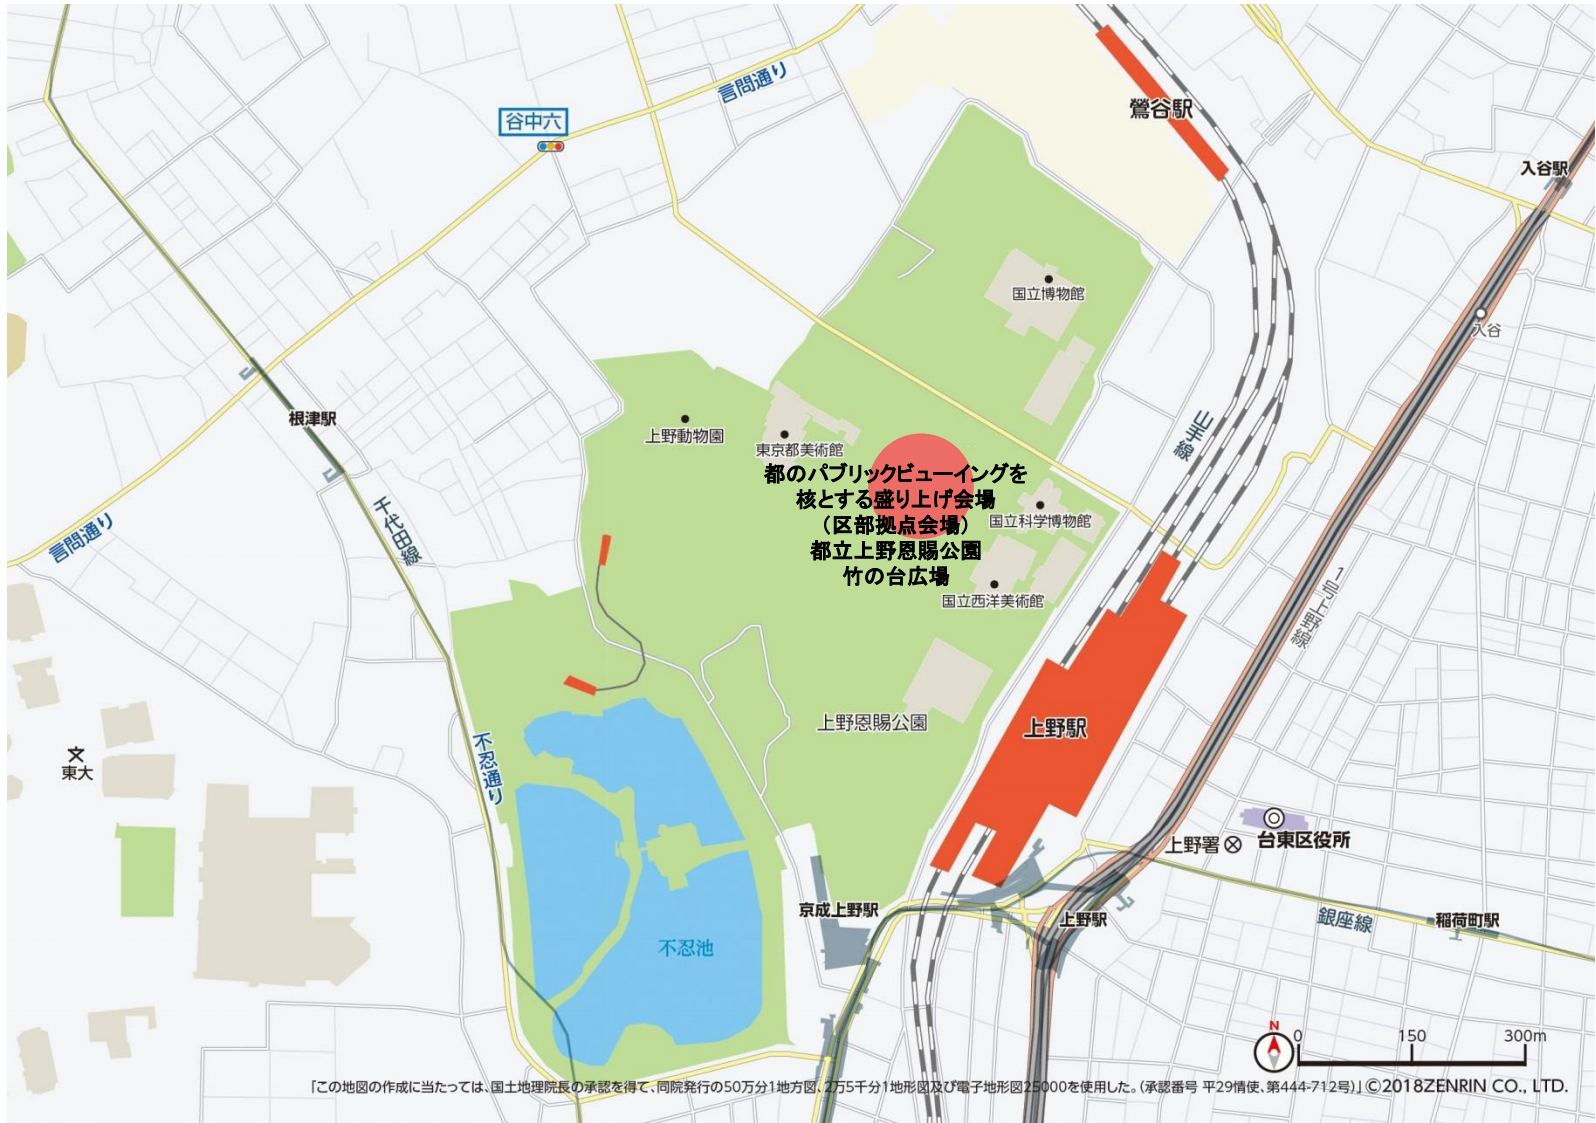 言問通り
谷中六
鶯谷駅
入谷駅
国立博物館
入谷
根津駅
上野動物園
東京都美術館
山手線
都のパブリックビューイングを
核とする盛り上げ会場
（区部拠点会場）
都立上野恩賜公園
竹の台広場
国立科学博物館
国立西洋美術館
千代田線
言問通り
1号上野線
上野恩賜公園
上野駅
不忍通り
文
東大
上野署
台東区役所
京成上野駅
上野駅
銀座線
稲荷町駅
不忍池
N
0 150 300m
「この地図の作成に当たっては、国土地理院長の承認を得て、同院発行の50万分1地方図、2万5千分1地形図及び電子地形図25000を使用した。（承認番号 平29情使、第444-712号）」©2018ZENRIN CO., LTD.